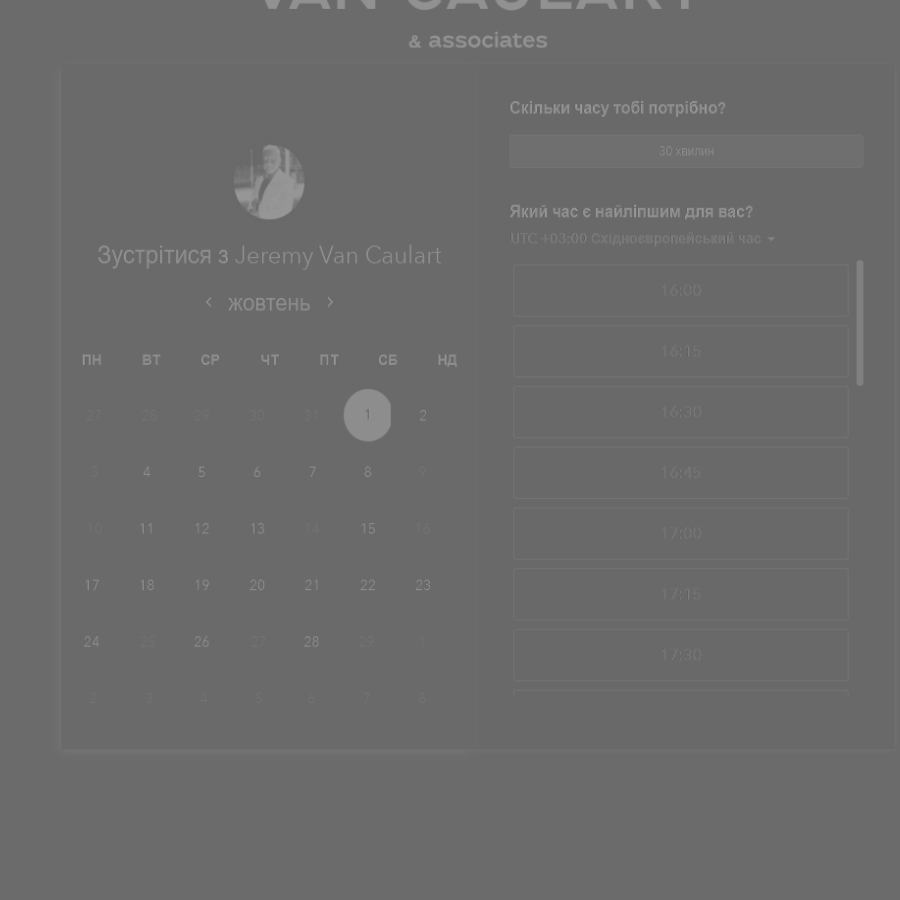 VAN CAULART
& associates
Зустрітися з Jeremy Van Caulart
жовтень
ПН ВТ СР ЧТ ПТ СБ НД
27 28 29 30 31 1 2
3 4 5 6 7 8 9
10 11 12 13 14 15 16
17 18 19 20 21 22 23
24 25 26 27 28 29 1
2 3 4 5 6 7 8
Скільки часу тобі потрібно?
30 хвилин
Який час є найліпшим для вас?
UTC +03:00 Східноєвропейський час
16:00
16:15
16:30
16:45
17:00
17:15
17:30